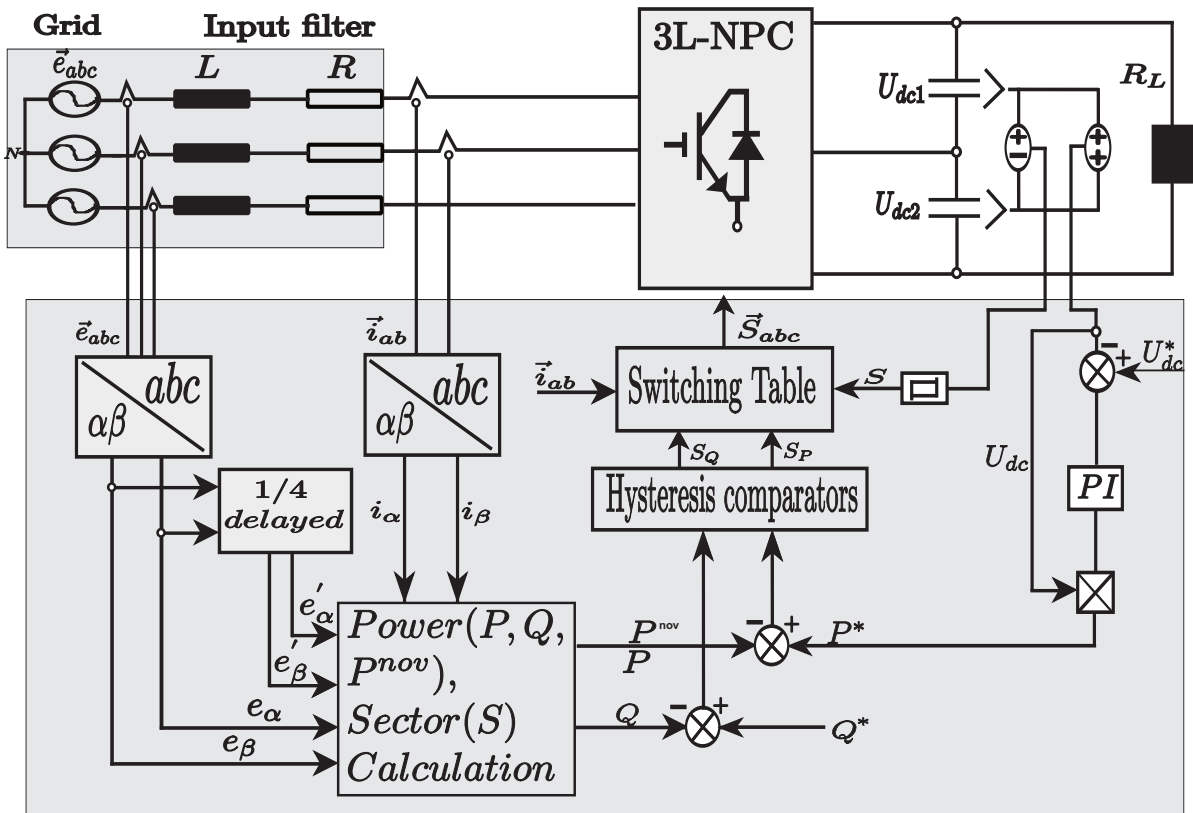 Grid
Input filter
3L-NPC
e⃗abc
L
R
N
Udc1
Udc2
RL
+
−
+
+
e⃗abc
i⃗ab
S⃗abc
abc
αβ
abc
αβ
i⃗ab
Switching Table
S
− + U*dc
SQ
SP
Udc
1/4
delayed
iα
iβ
Hysteresis comparators
PI
e'α
e'β
eα
eβ
Power(P, Q,
Pnov),
Sector(S)
Calculation
Pnov
P
− +
P*
Q
− +
Q*